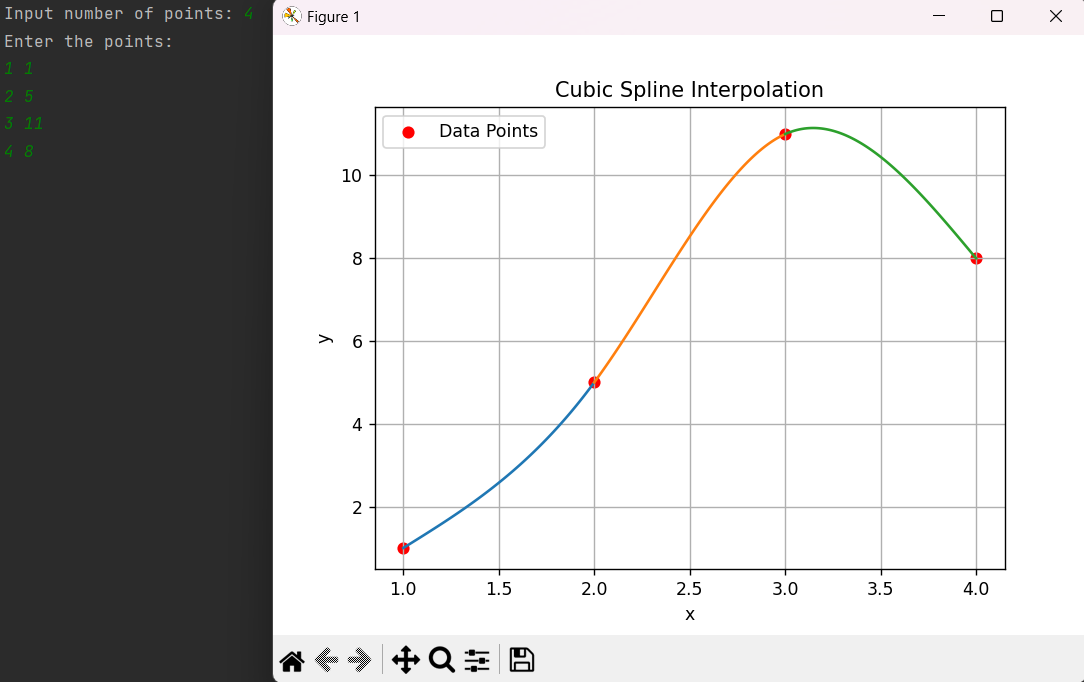 Input number of points: 4
Enter the points:
1 1
2 5
3 11
4 8
Figure 1
Cubic Spline Interpolation
Data Points
10
8
6
4
2
y
1.0 1.5 2.0 2.5 3.0 3.5 4.0
x